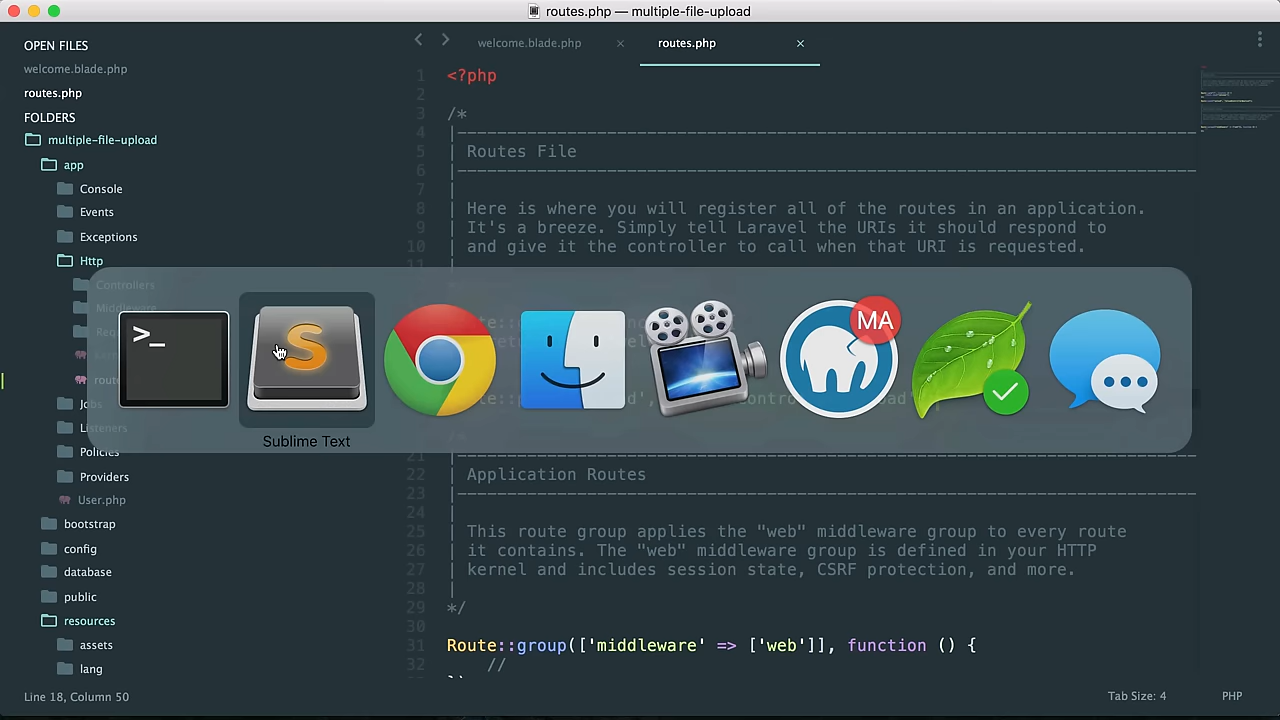 routes.php — multiple-file-upload
OPEN FILES
welcome.blade.php
routes.php
FOLDERS
multiple-file-upload
app
Console
Events
Exceptions
Http
Controllers
Policies
Providers
User.php
bootstrap
config
database
public
resources
assets
lang
welcome.blade.php
routes.php
1 <?php
2
3 /*
4 |--------------------------------------------------------------------------
5 | Routes File
6 |--------------------------------------------------------------------------
7 |
8 | Here is where you will register all of the routes in an application.
9 | It's a breeze. Simply tell Laravel the URIs it should respond to
10 | and give it the controller to call when that URI is requested.
11 |
>_
S
MA
Sublime Text
21
22 | Application Routes
23 |--------------------------------------------------------------------------
24 |
25 | This route group applies the "web" middleware group to every route
26 | it contains. The "web" middleware group is defined in your HTTP
27 | kernel and includes session state, CSRF protection, and more.
28 |
29 */
30
31 Route::group(['middleware' => ['web']], function () {
32 //
Line 18, Column 50
Tab Size: 4
PHP